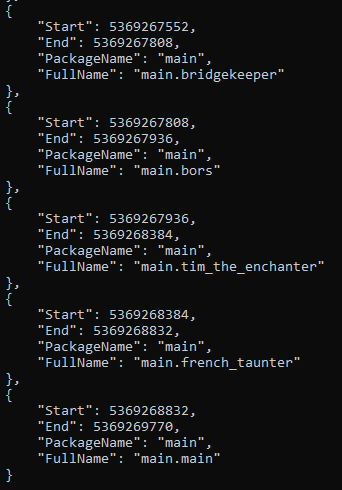 },
{
"Start": 5369267552,
"End": 5369267808,
"PackageName": "main",
"FullName": "main.bridgekeeper"
},
{
"Start": 5369267808,
"End": 5369267936,
"PackageName": "main",
"FullName": "main.bors"
},
{
"Start": 5369267936,
"End": 5369268384,
"PackageName": "main",
"FullName": "main.tim_the_enchanter"
},
{
"Start": 5369268384,
"End": 5369268832,
"PackageName": "main",
"FullName": "main.french_taunter"
},
{
"Start": 5369268832,
"End": 5369269770,
"PackageName": "main",
"FullName": "main.main"
}